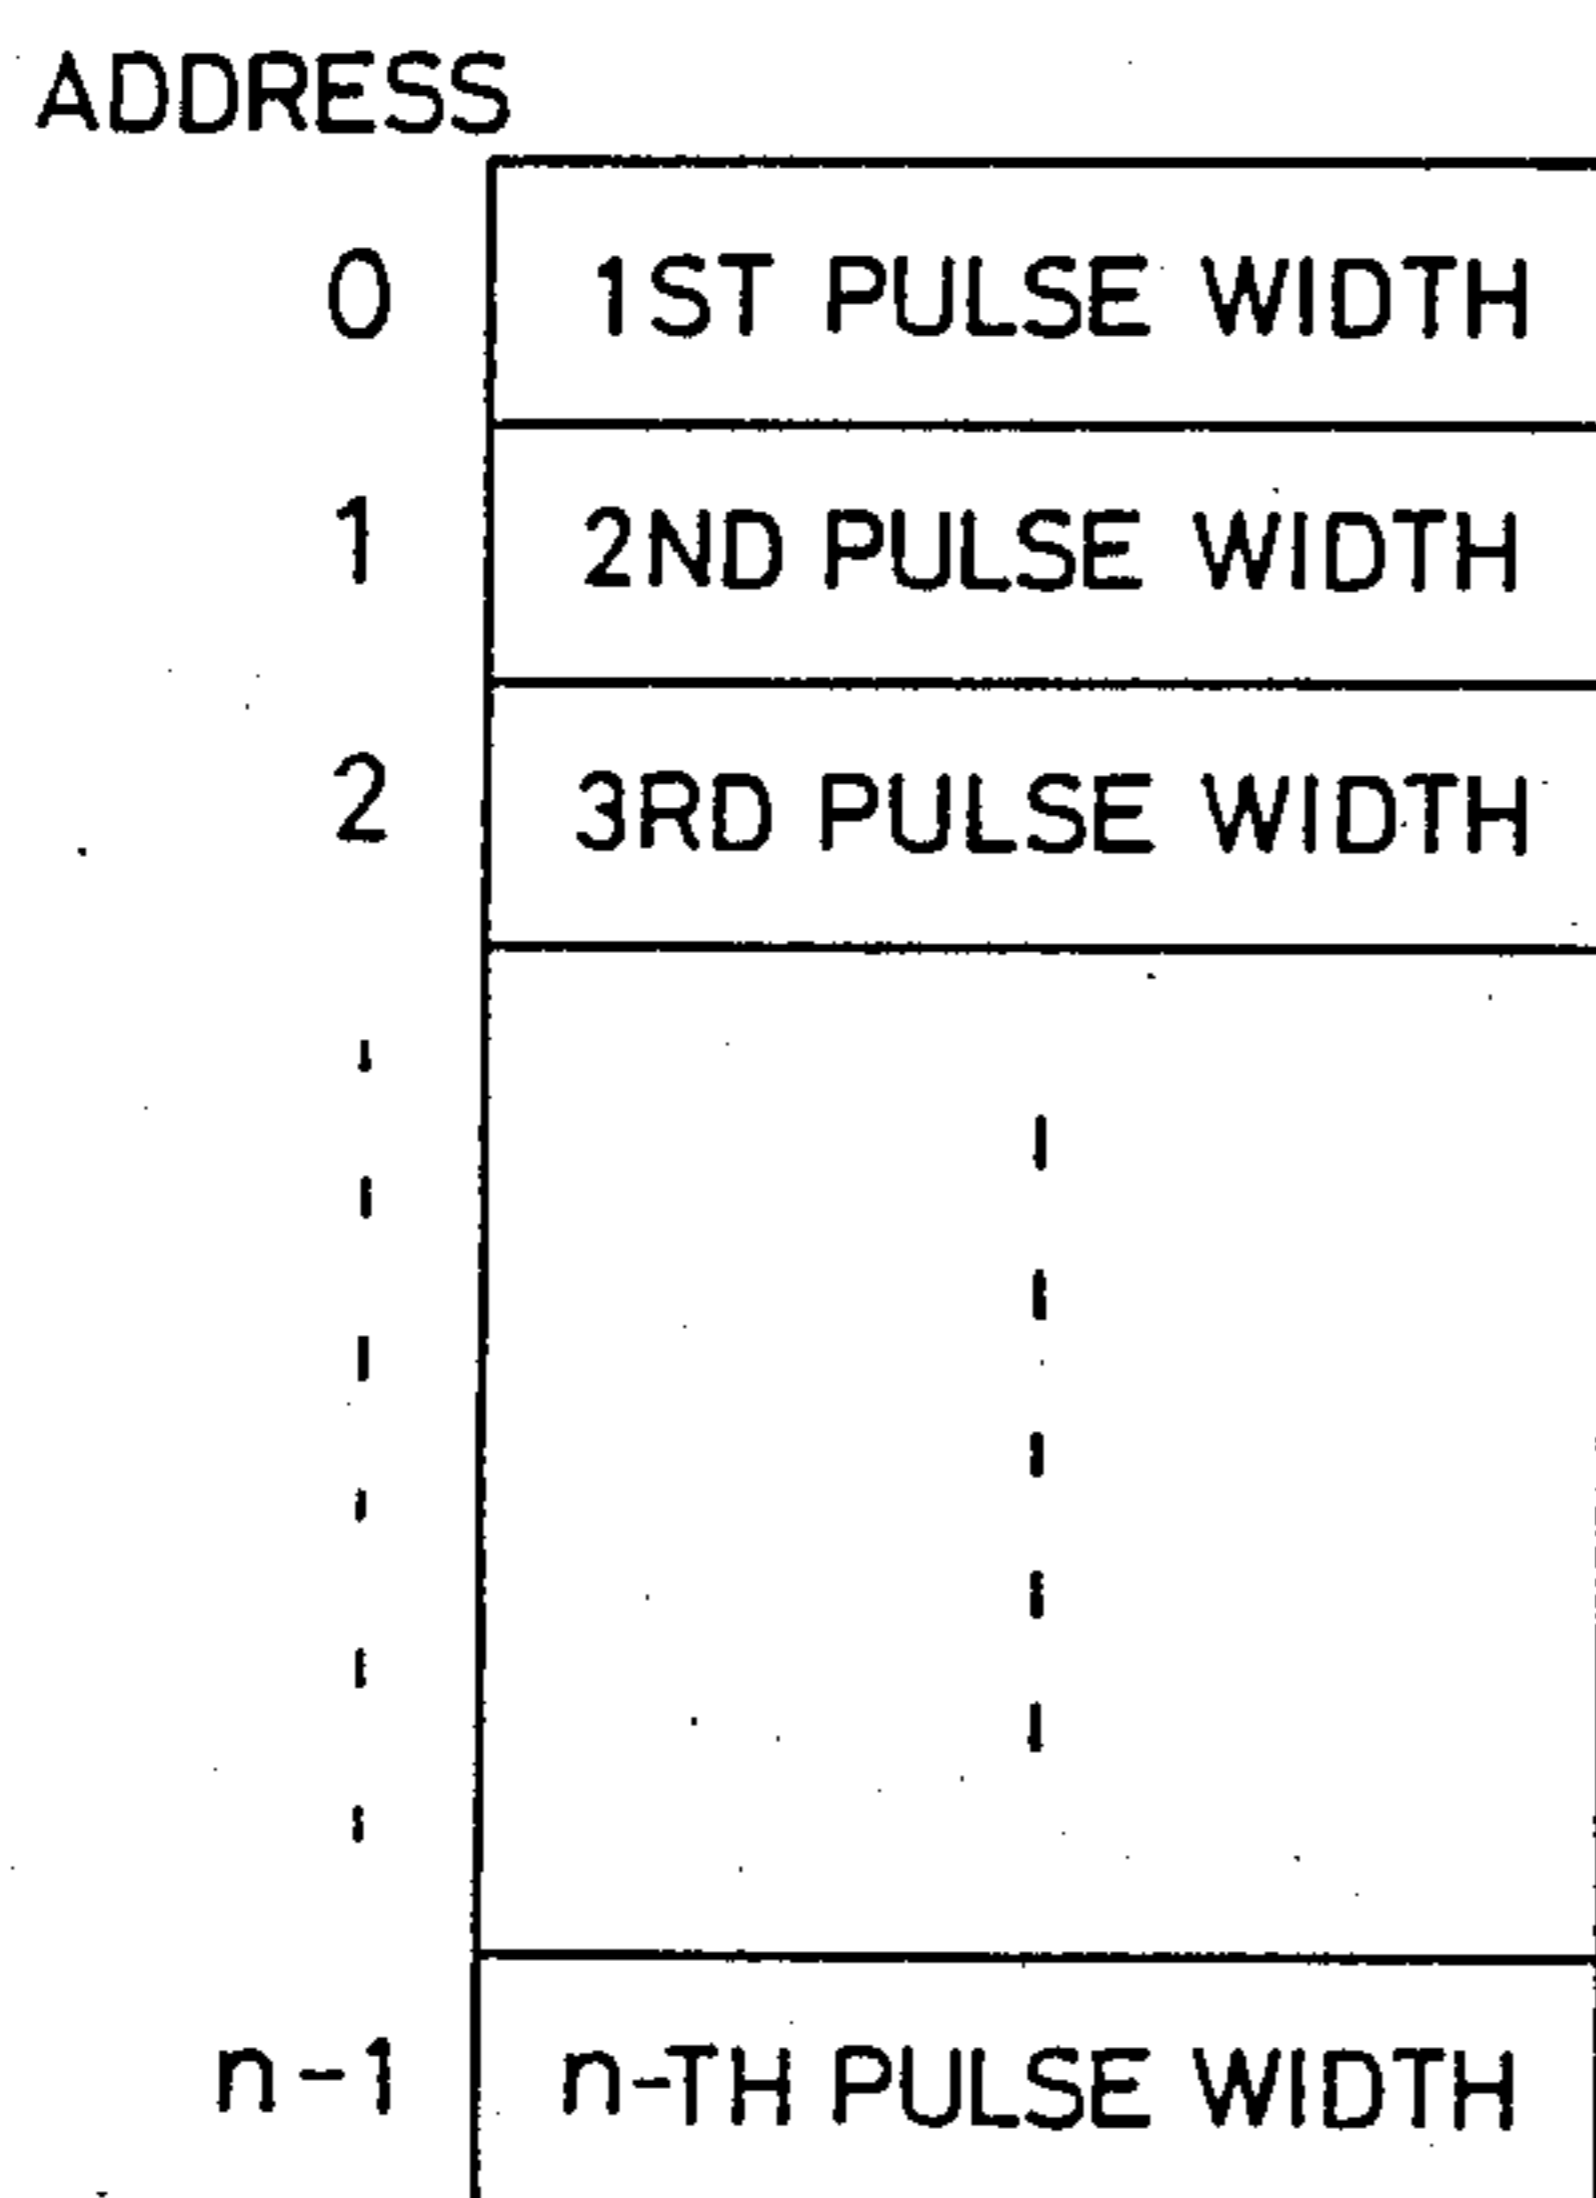 ADDRESS
0 1ST PULSE WIDTH
1 2ND PULSE WIDTH
2 3RD PULSE WIDTH
n-1 n-TH PULSE WIDTH